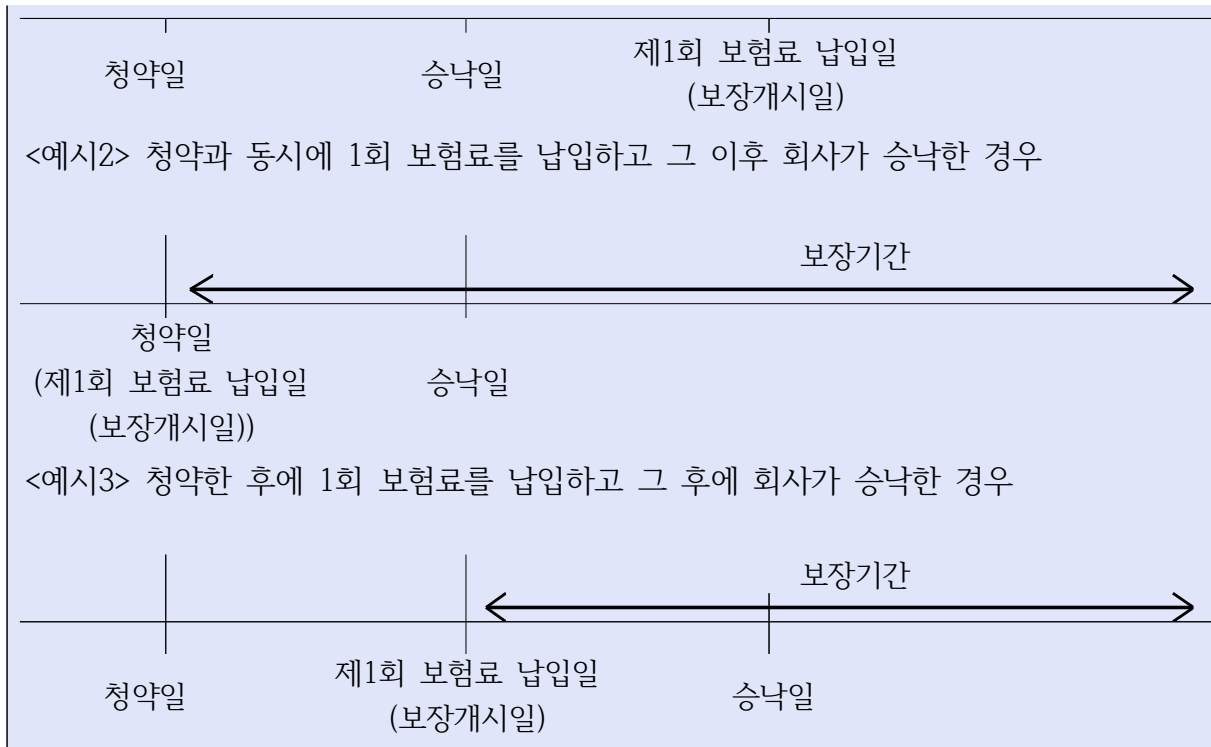 청약일 승낙일 제1회 보험료 납입일
(보장개시일)
<예시2> 청약과 동시에 1회 보험료를 납입하고 그 이후 회사가 승낙한 경우
보장기간
청약일
(제1회 보험료 납입일 승낙일
(보장개시일))
<예시3> 청약한 후에 1회 보험료를 납입하고 그 후에 회사가 승낙한 경우
보장기간
청약일 제1회 보험료 납입일 승낙일
(보장개시일)